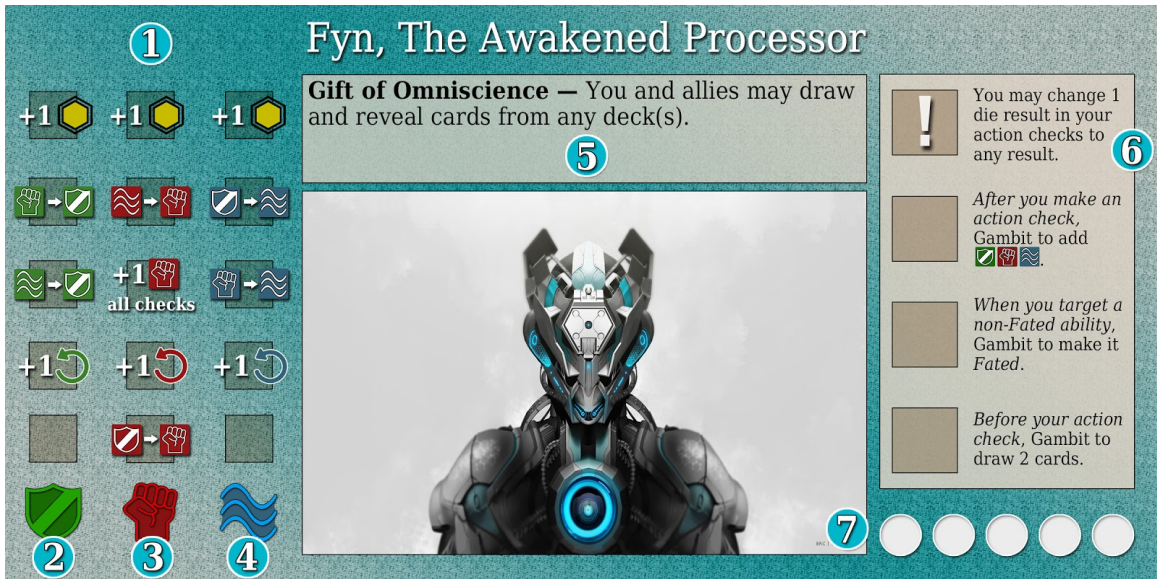 Fyn, The Awakened Processor
1
+1 +1 +1
+1
all checks
+1 +1 +1
2 3 4
Gift of Omniscience — You and allies may draw
and reveal cards from any deck(s).
5
!
You may change 1
die result in your
action checks to
any result.
6
After you make an
action check,
Gambit to add
.
When you target a
non-Fated ability,
Gambit to make it
Fated.
Before your action
check, Gambit to
draw 2 cards.
7